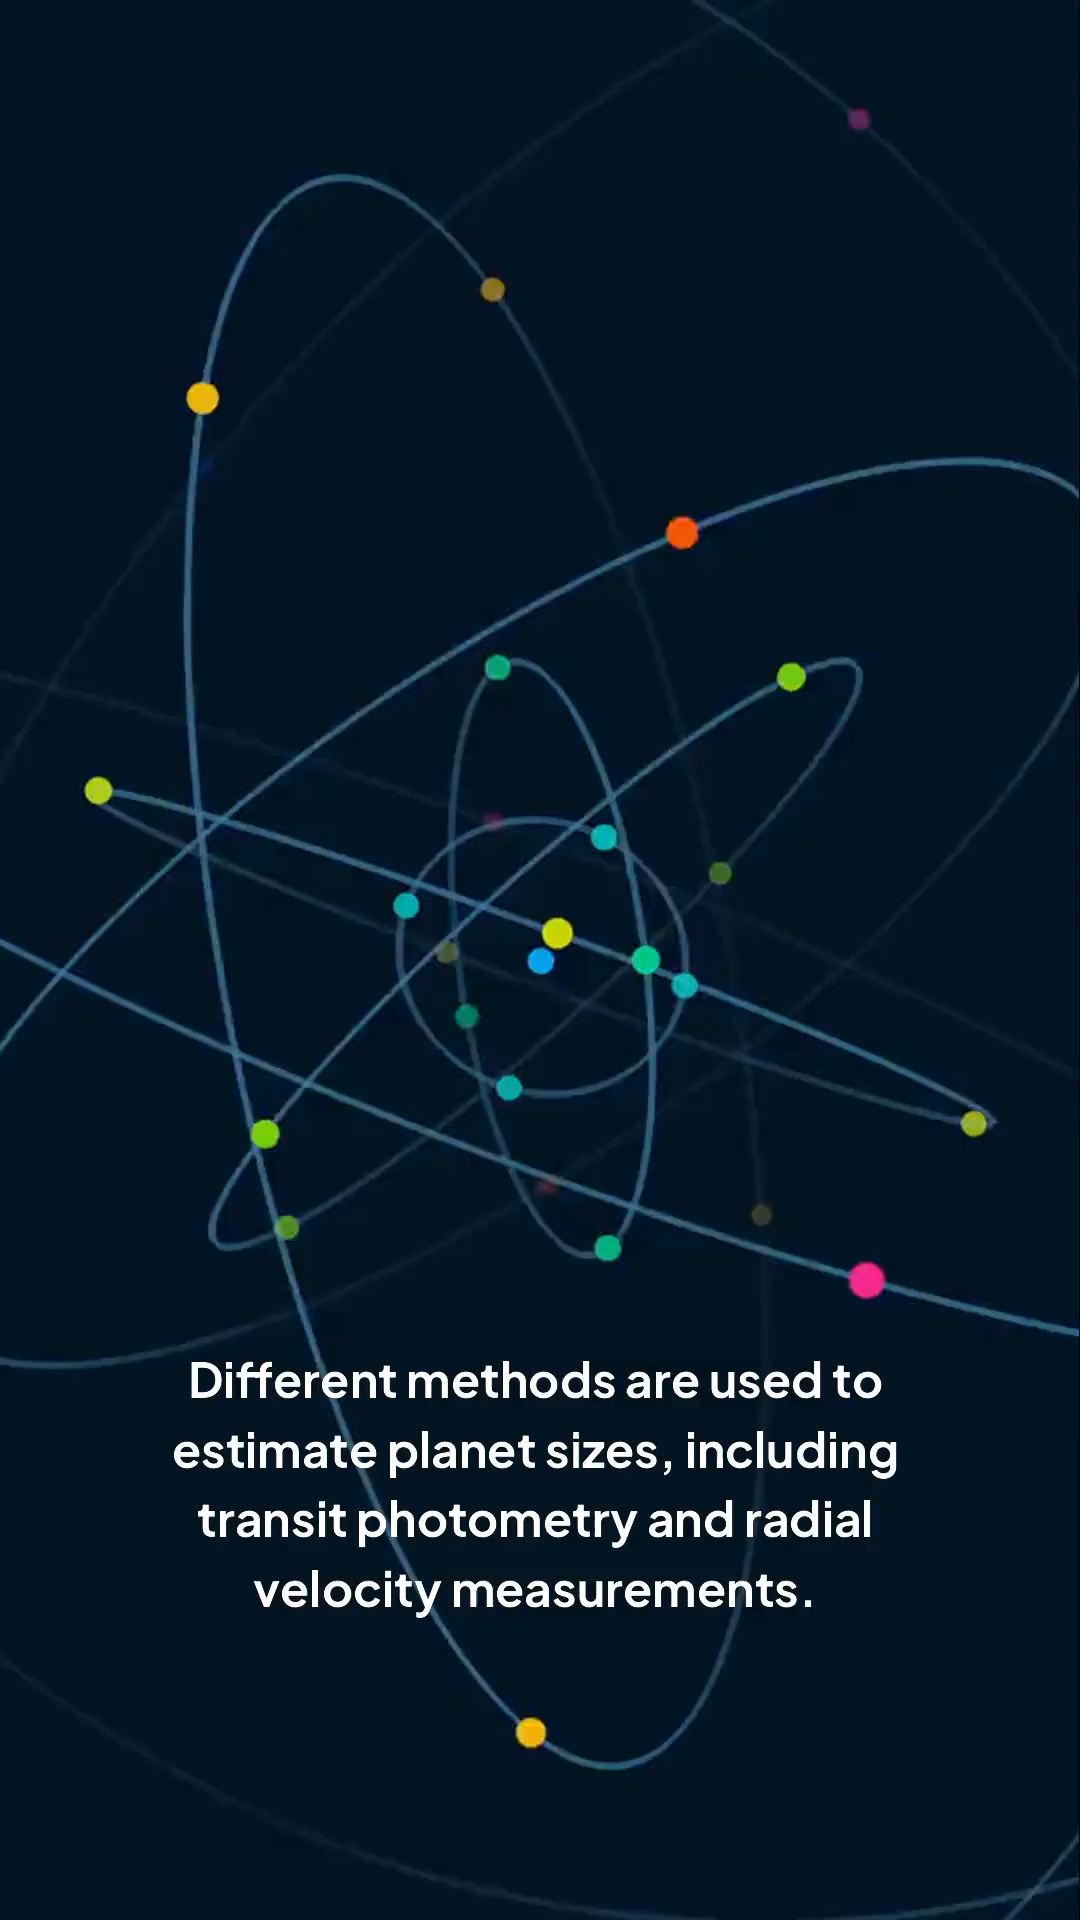 Different methods are used to
estimate planet sizes, including
transit photometry and radial
velocity measurements.